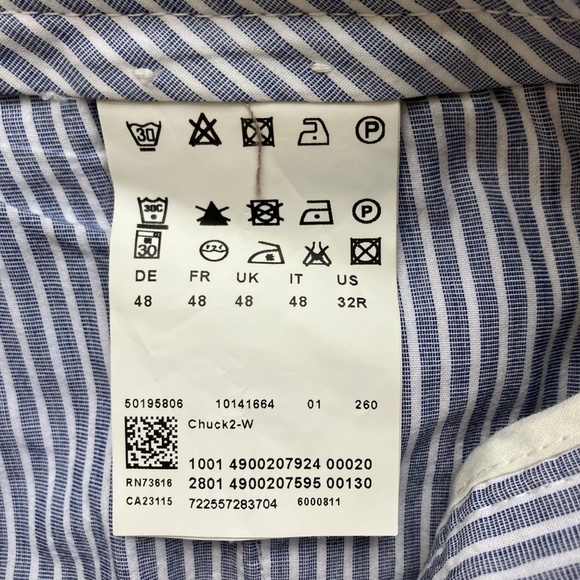 30 P
30C P
30
DE FR UK IT US
48 48 48 48 32R
50195806 10141664 01 260
Chuck2-W
1001 4900207924 00020
RN73616 2801 4900207595 00130
CA23115 722557283704 6000811